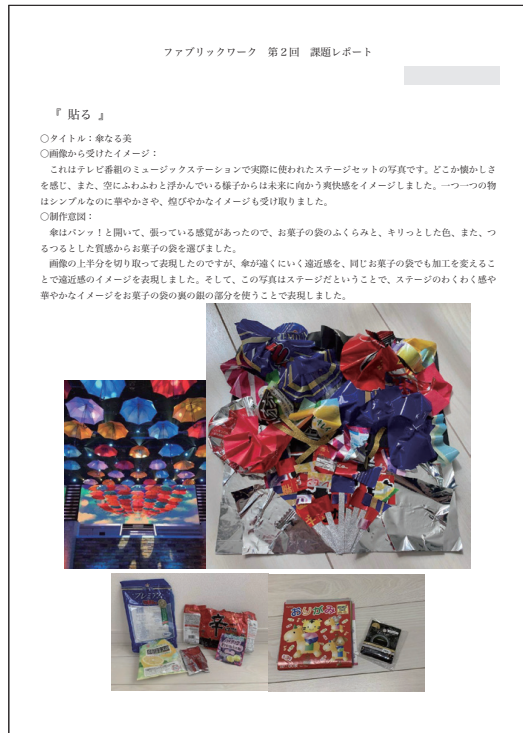 ファブリックワーク　第２回　課題レポート
『 貼る 』
○タイトル：傘なる美
○画像から受けたイメージ：
　これはテレビ番組のミュージックステーションで実際に使われたステージセットの写真です。どこか懐かしさ
を感じ、また、空にふわふわと浮かんでいる様子からは未来に向かう爽快感をイメージしました。一つ一つの物
はシンプルなのに華やかさや、煌びやかなイメージも受け取りました。
○制作意図：
　傘はパンッ！と開いて、張っている感覚があったので、お菓子の袋のふくらみと、キリっとした色、また、つ
るつるとした質感からお菓子の袋を選びました。
　画像の上半分を切り取って表現したのですが、傘が遠くにいく遠近感を、同じお菓子の袋でも加工を変えるこ
とで遠近感のイメージを表現しました。そして、この写真はステージだということで、ステージのわくわく感や
華やかなイメージをお菓子の袋の裏の銀の部分を使うことで表現しました。
プレミアム
辛
おりがみ